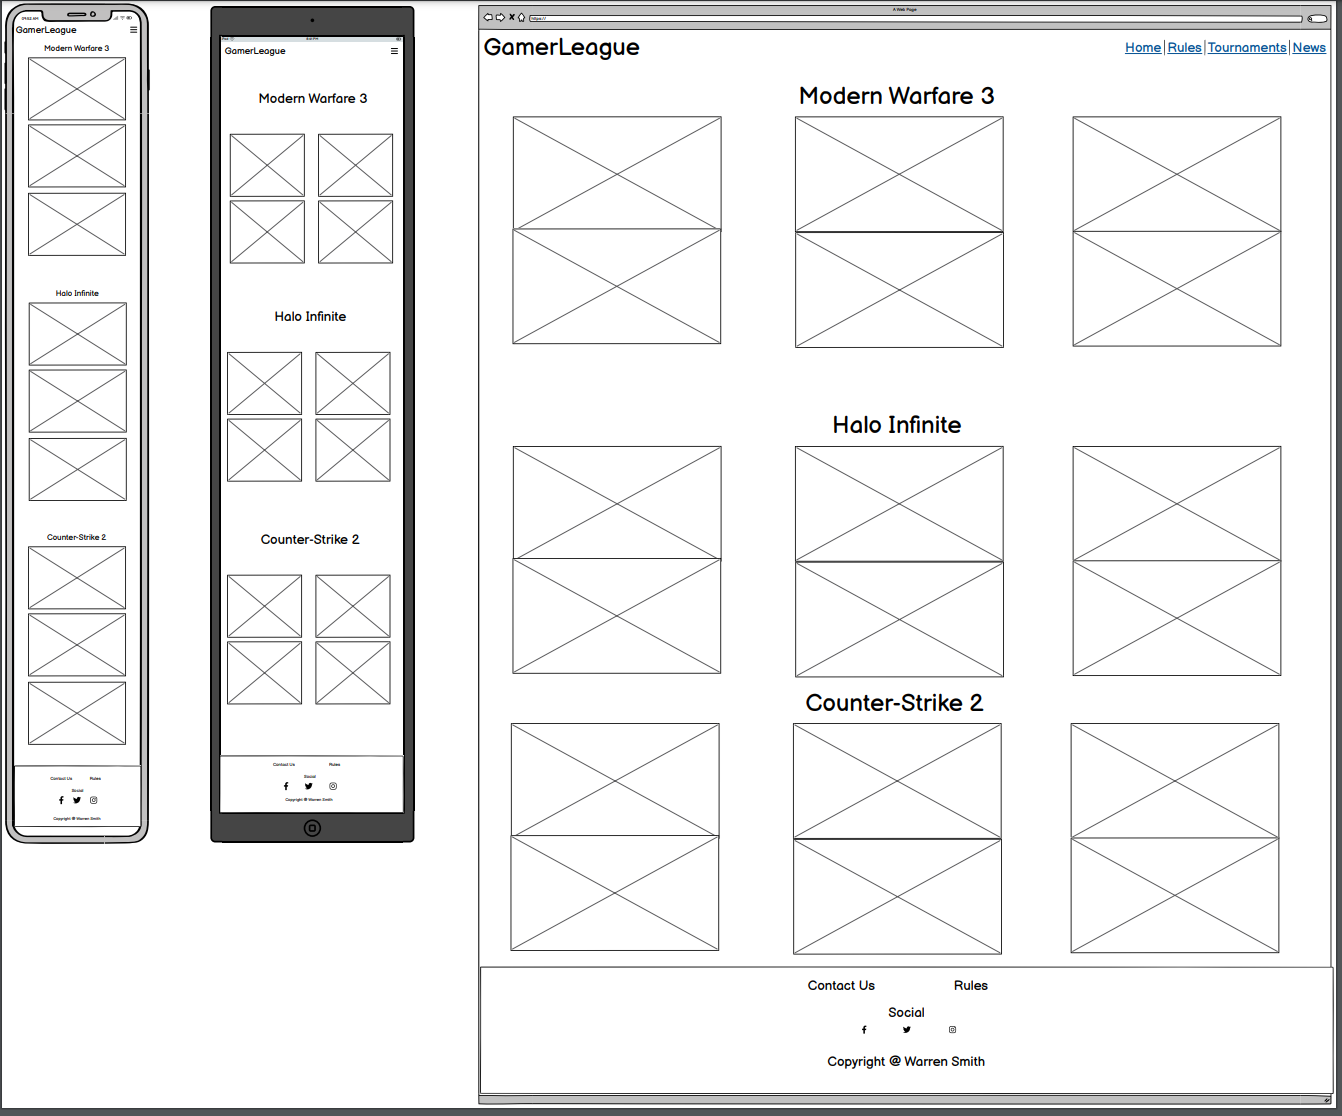 GamerLeague
Modern Warfare 3
Halo Infinite
Counter-Strike 2
Contact Us Rules
Social
Copyright @ Warren Smith
GamerLeague
Modern Warfare 3
Halo Infinite
Counter-Strike 2
Contact Us Rules
Social
Copyright @ Warren Smith
A Web Page
https://
GamerLeague
Home Rules Tournaments News
Modern Warfare 3
Halo Infinite
Counter-Strike 2
Contact Us Rules
Social
Copyright @ Warren Smith